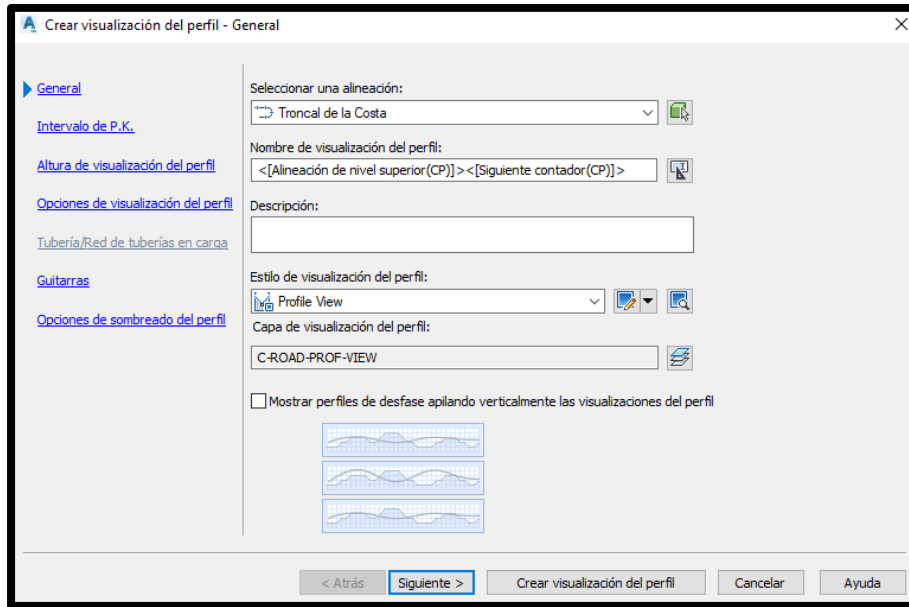 Crear visualización del perfil - General
General
Intervalo de P.K.
Altura de visualización del perfil
Opciones de visualización del perfil
Tubería/Red de tuberías en carga
Guitarras
Opciones de sombreado del perfil
Seleccionar una alineación:
Troncal de la Costa
Nombre de visualización del perfil:
<[Alineación de nivel superior(CP)]><[Siguiente contador(CP)]>
Descripción:
Estilo de visualización del perfil:
Profile View
Capa de visualización del perfil:
C-ROAD-PROF-VIEW
Mostrar perfiles de desfase apilando verticalmente las visualizaciones del perfil
< Atrás Siguiente > Crear visualización del perfil Cancelar Ayuda